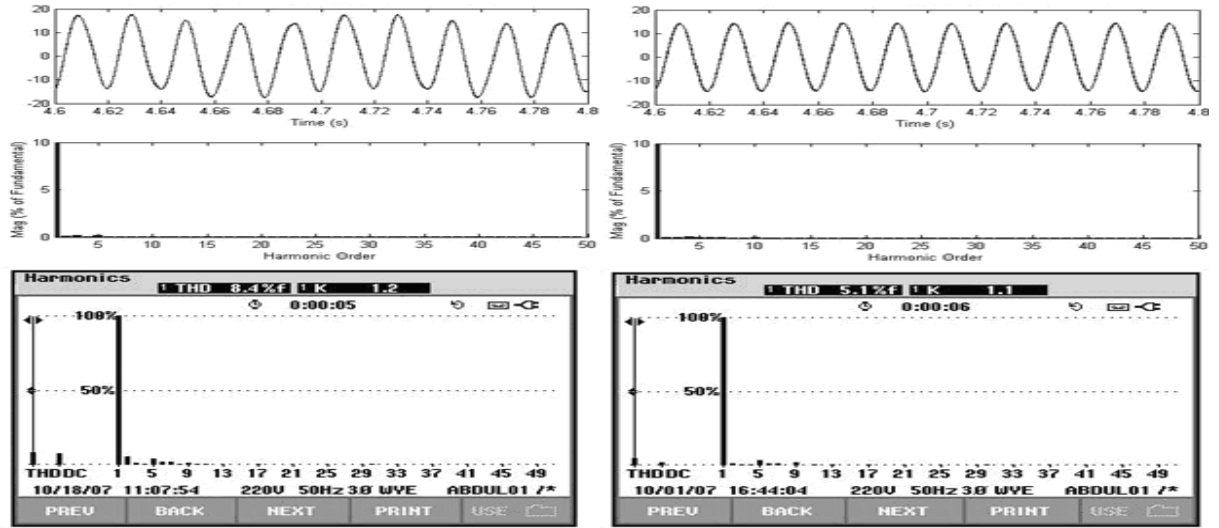 20
10
0
-10
-20
4.6 4.62 4.64 4.66 4.68 4.7 4.72 4.74 4.76 4.78 4.8
Time (s)
10
5
0
Mag (% of Fundamental)
5 10 15 20 25 30 35 40 45 50
Harmonic Order
Harmonics
1 THD 8.4%f 1 K 1.2
0:00:05
100%
50%
THDDC 1 5 9 13 17 21 25 29 33 37 41 45 49
10/18/07 11:07:54 220V 50Hz 3Ø WYE ABDUL01 /*
PREV BACK NEXT PRINT USE
20
10
0
-10
-20
4.6 4.62 4.64 4.66 4.68 4.7 4.72 4.74 4.76 4.78 4.8
Time (s)
10
5
0
Mag (% of Fundamental)
5 10 15 20 25 30 35 40 45 50
Harmonic Order
Harmonics
1 THD 5.1%f 1 K 1.1
0:00:06
100%
50%
THDDC 1 5 9 13 17 21 25 29 33 37 41 45 49
10/01/07 16:44:04 220V 50Hz 3Ø WYE ABDUL01 /*
PREV BACK NEXT PRINT USE